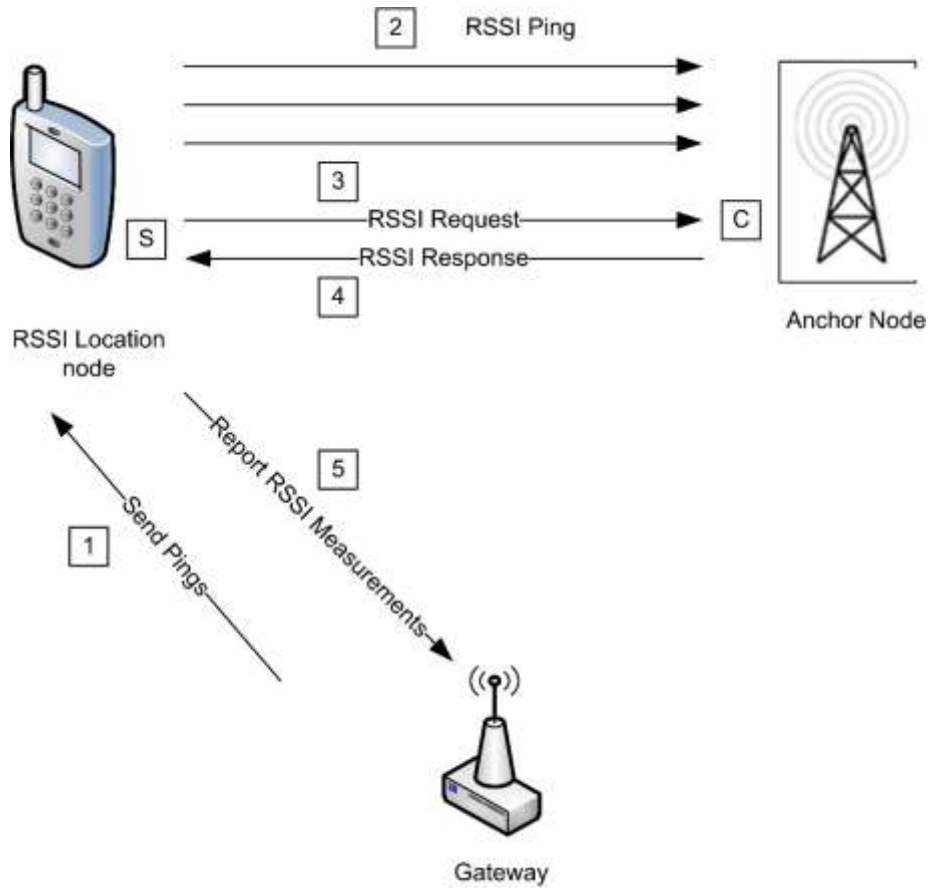 2 RSSI Ping
3
RSSI Request
S
C
RSSI Response
4
Anchor Node
RSSI Location
node
Report RSSI Measurements
5
Send Pings
1
Gateway